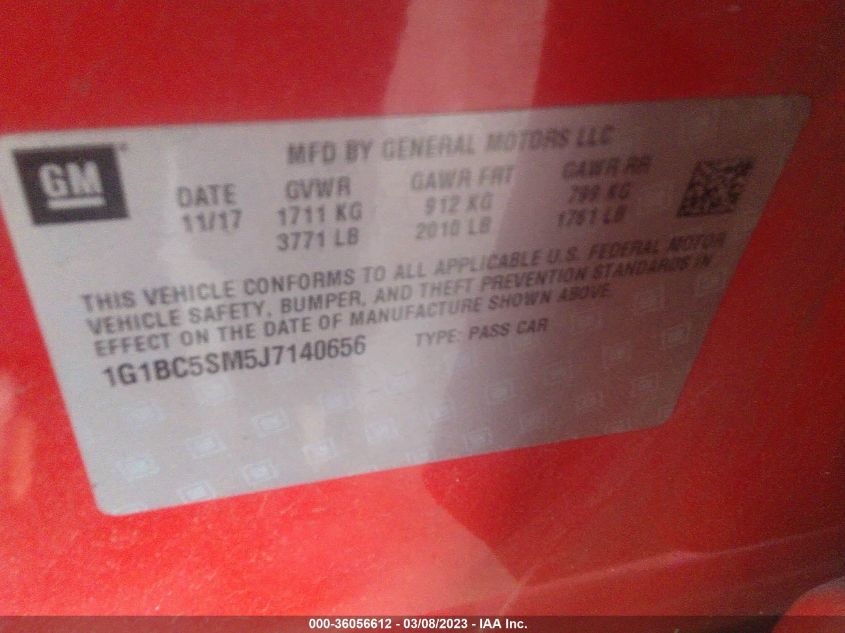 GM
MFD BY GENERAL MOTORS LLC
DATE GVWR GAWR FRT GAWR RR
11/17 1711 KG 912 KG 799 KG
3771 LB 2010 LB 1761 LB
THIS VEHICLE CONFORMS TO ALL APPLICABLE U.S. FEDERAL MOTOR
VEHICLE SAFETY, BUMPER, AND THEFT PREVENTION STANDARDS IN
EFFECT ON THE DATE OF MANUFACTURE SHOWN ABOVE.
1G1BC5SM5J7140656 TYPE: PASS CAR
000-36056612 - 03/08/2023 - IAA Inc.